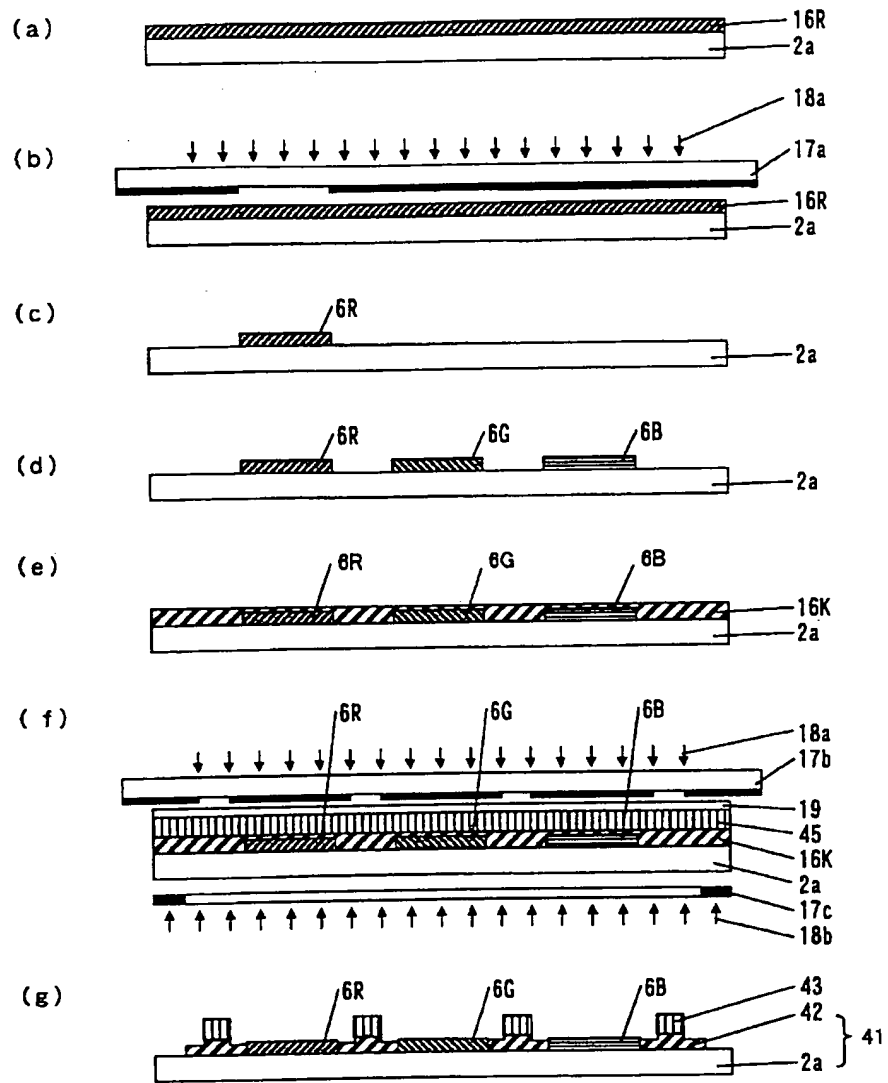 (a)
16R
2a
(b)
18a
17a
16R
2a
(c)
6R
2a
(d)
6R 6G 6B
2a
(e)
6R 6G 6B
16K
2a
(f)
6R 6G 6B
18a
17b
19
45
16K
2a
17c
18b
(g)
6R 6G 6B
43
42
41
2a